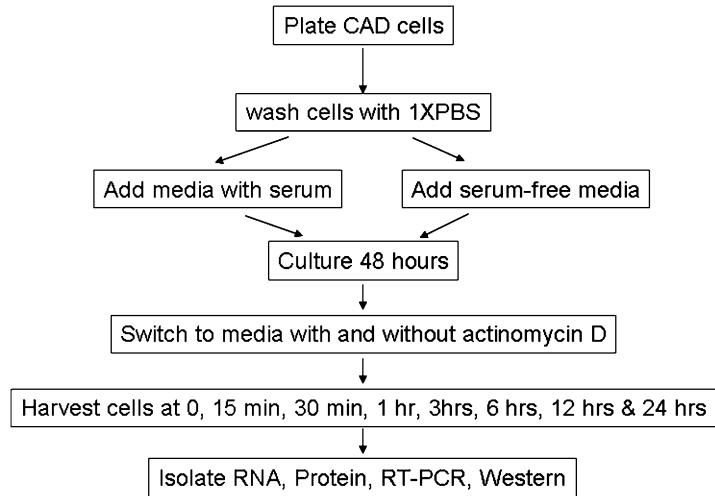 Plate CAD cells
wash cells with 1XPBS
Add media with serum
Add serum-free media
Culture 48 hours
Switch to media with and without actinomycin D
Harvest cells at 0, 15 min, 30 min, 1 hr, 3hrs, 6 hrs, 12 hrs & 24 hrs
Isolate RNA, Protein, RT-PCR, Western